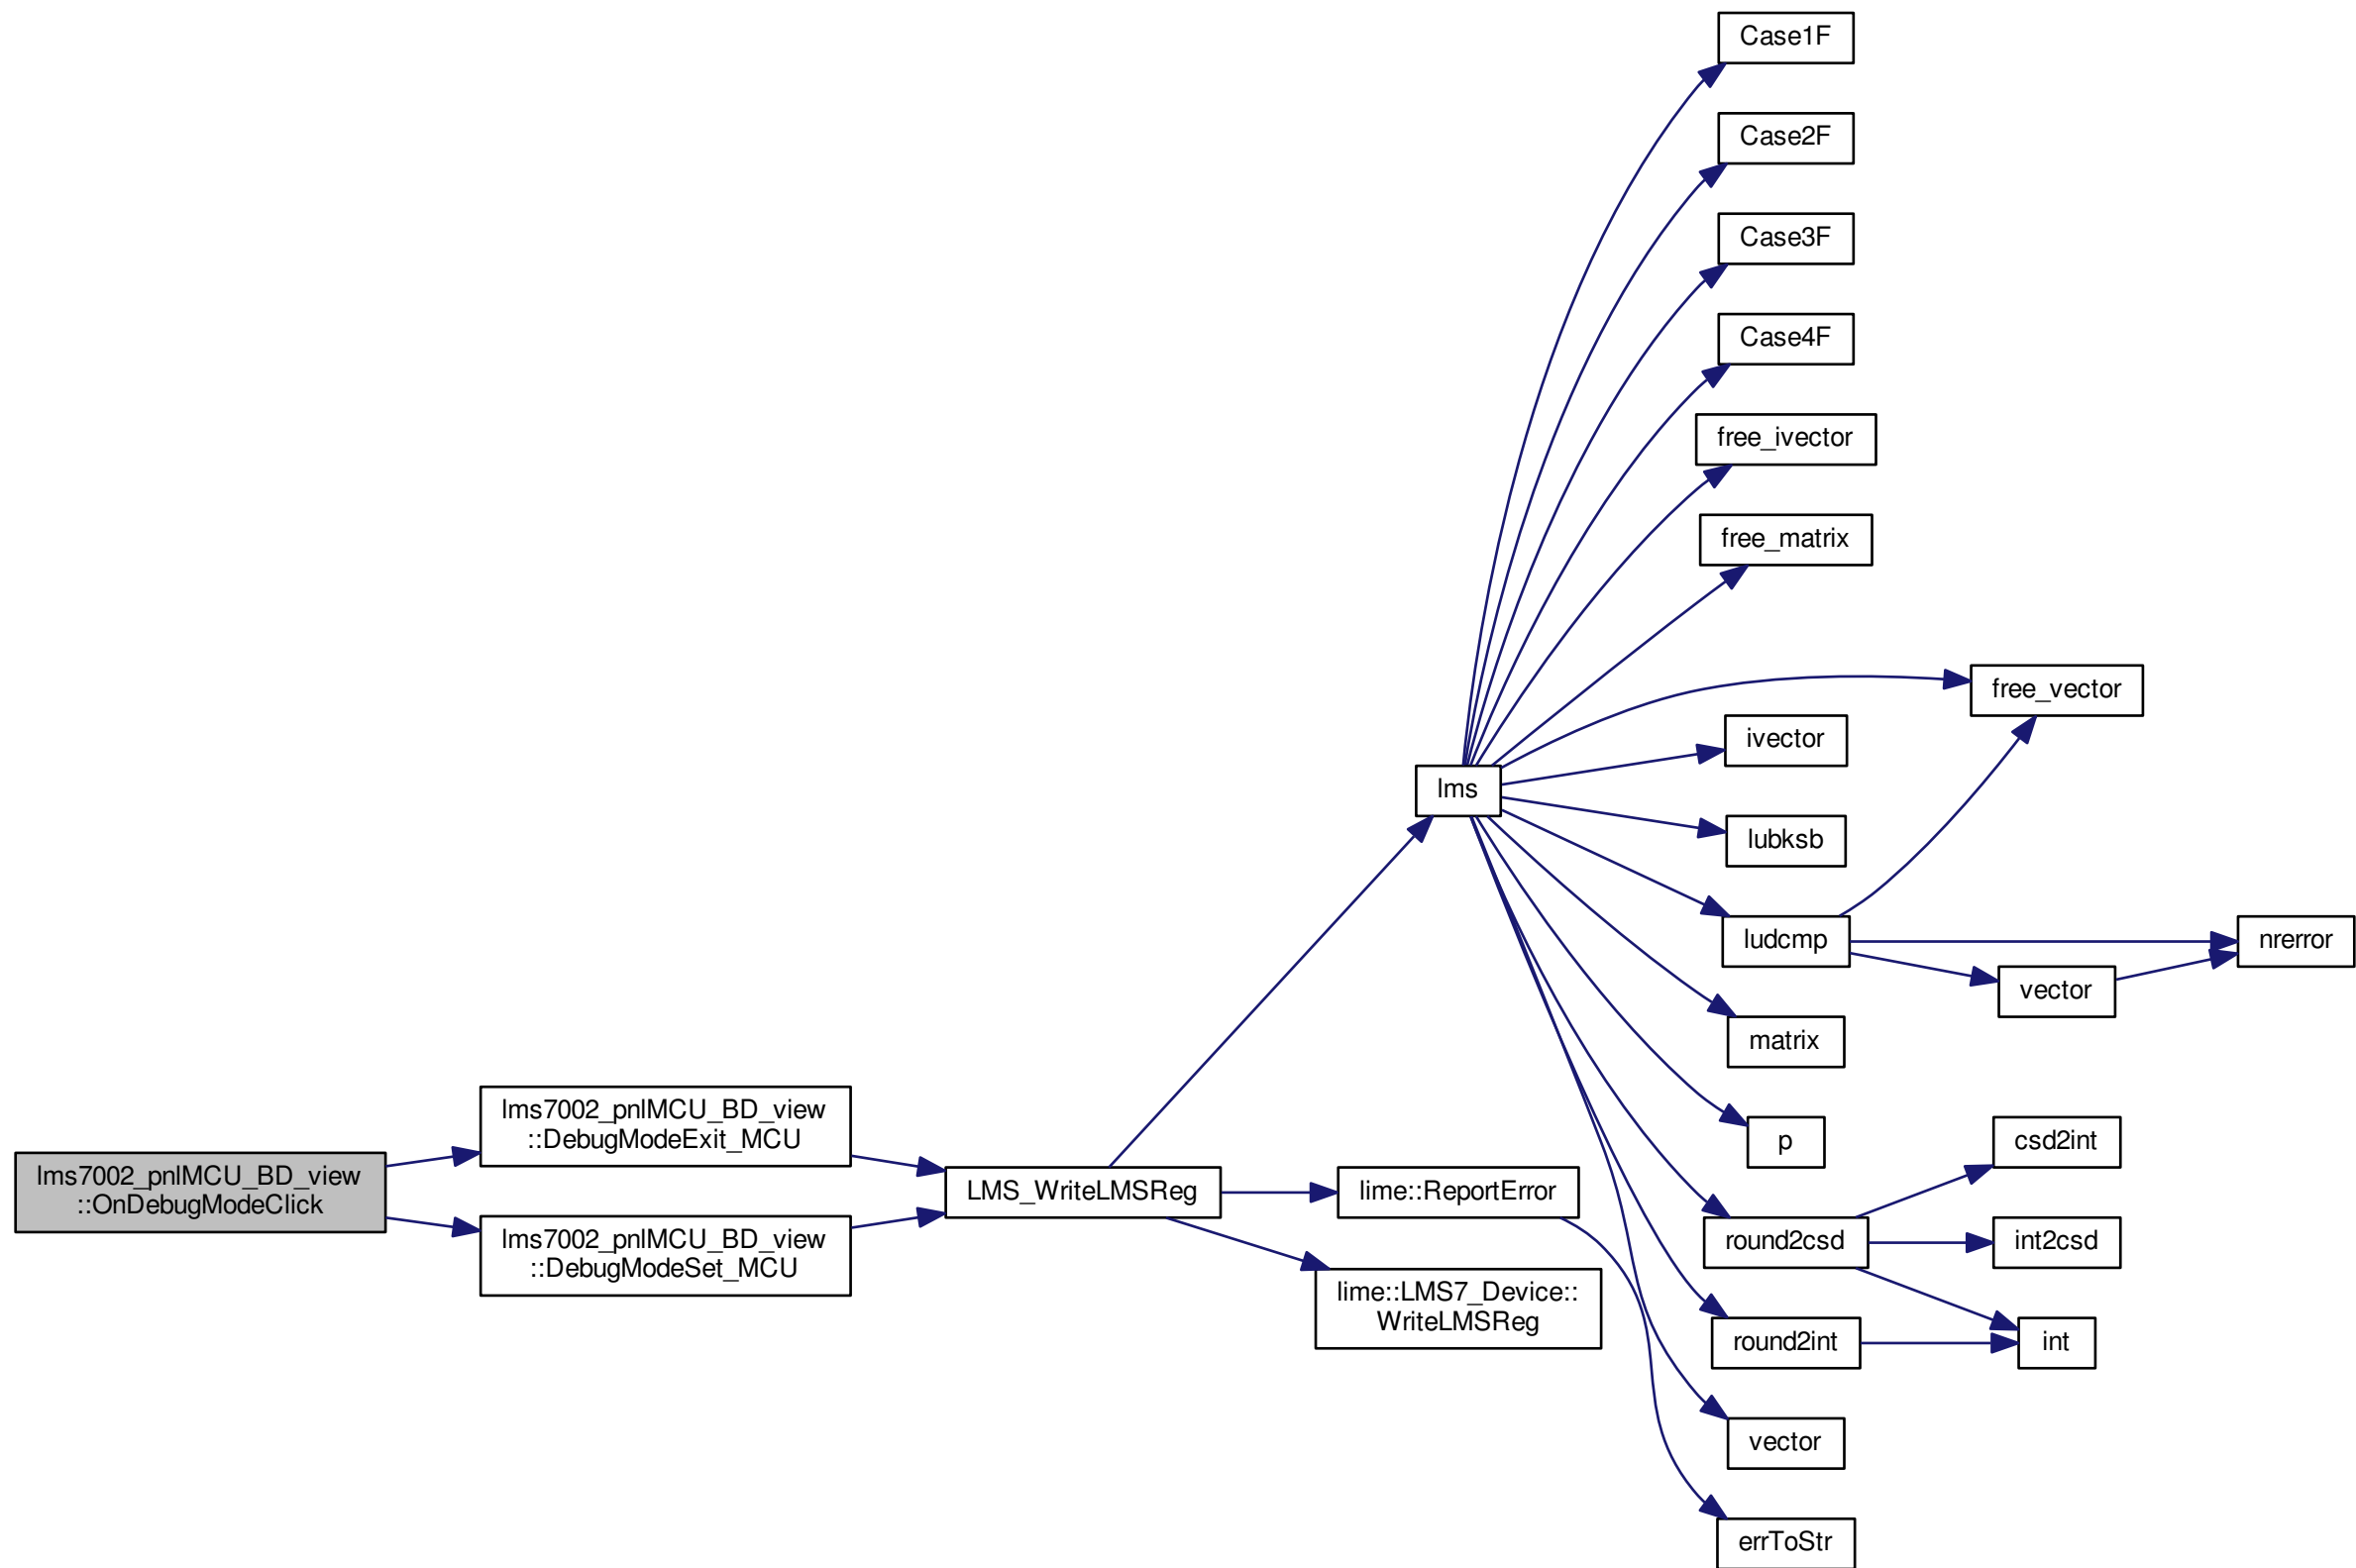 Case1F
Case2F
Case3F
Case4F
free_ivector
free_matrix
free_vector
ivector
lms
lubksb
ludcmp
nrerror
vector
matrix
lms7002_pnlMCU_BD_view
::DebugModeExit_MCU
p
csd2int
lms7002_pnlMCU_BD_view
::OnDebugModeClick
LMS_WriteLMSReg
lime::ReportError
lms7002_pnlMCU_BD_view
::DebugModeSet_MCU
round2csd
int2csd
lime::LMS7_Device::
WriteLMSReg
round2int
int
vector
errToStr